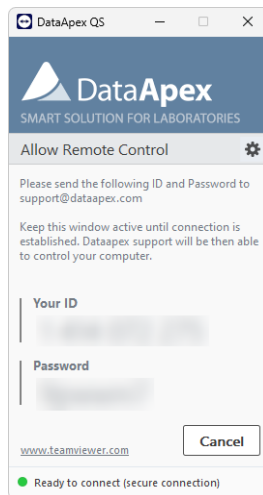 DataApex QS
DataApex
SMART SOLUTION FOR LABORATORIES
Allow Remote Control
Please send the following ID and Password to
support@dataapex.com
Keep this window active until connection is
established. Dataapex support will be then able
to control your computer.
Your ID
Password
www.teamviewer.com
Cancel
Ready to connect (secure connection)